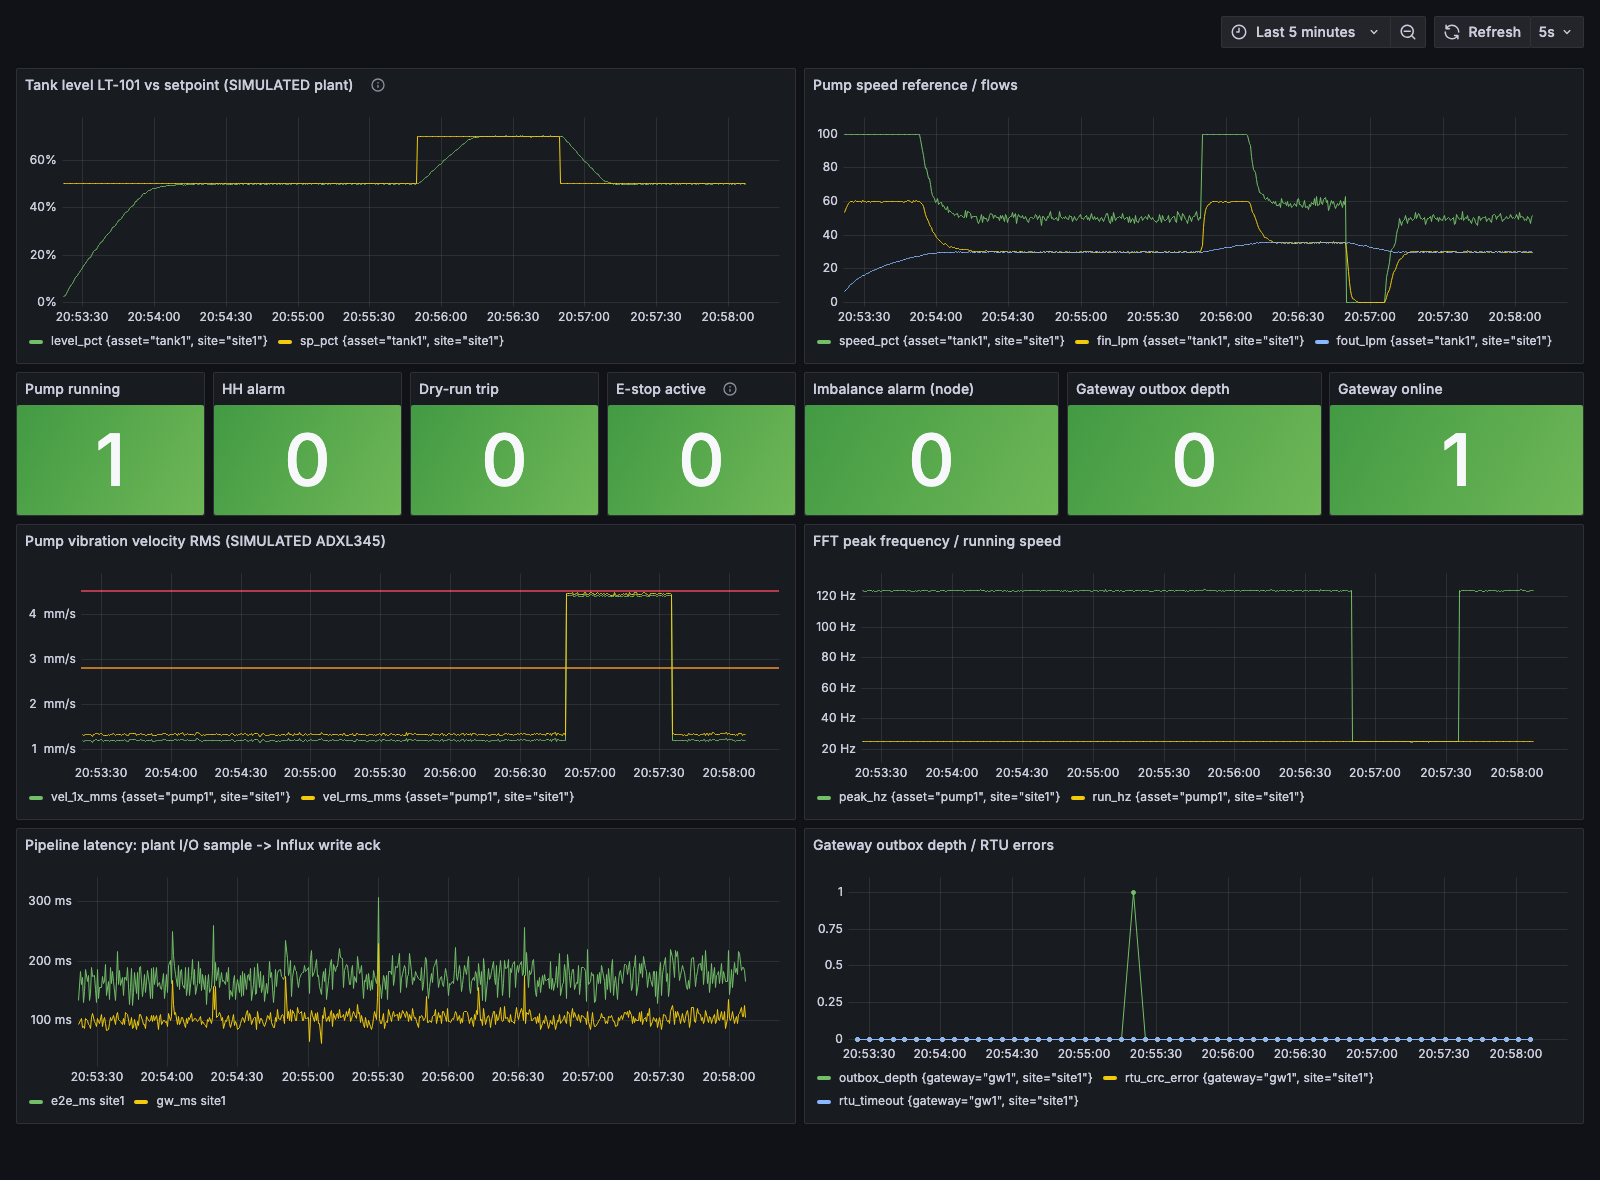 Last 5 minutes Refresh 5s
Tank level LT-101 vs setpoint (SIMULATED plant)
60%
40%
20%
0%
20:53:30 20:54:00 20:54:30 20:55:00 20:55:30 20:56:00 20:56:30 20:57:00 20:57:30 20:58:00
level_pct {asset="tank1", site="site1"} sp_pct {asset="tank1", site="site1"}
Pump speed reference / flows
100
80
60
40
20
0
20:53:30 20:54:00 20:54:30 20:55:00 20:55:30 20:56:00 20:56:30 20:57:00 20:57:30 20:58:00
speed_pct {asset="tank1", site="site1"} fin_lpm {asset="tank1", site="site1"} fout_lpm {asset="tank1", site="site1"}
Pump running
1
HH alarm
0
Dry-run trip
0
E-stop active
0
Imbalance alarm (node)
0
Gateway outbox depth
0
Gateway online
1
Pump vibration velocity RMS (SIMULATED ADXL345)
4 mm/s
3 mm/s
2 mm/s
1 mm/s
20:53:30 20:54:00 20:54:30 20:55:00 20:55:30 20:56:00 20:56:30 20:57:00 20:57:30 20:58:00
vel_1x_mms {asset="pump1", site="site1"} vel_rms_mms {asset="pump1", site="site1"}
FFT peak frequency / running speed
120 Hz
100 Hz
80 Hz
60 Hz
40 Hz
20 Hz
20:53:30 20:54:00 20:54:30 20:55:00 20:55:30 20:56:00 20:56:30 20:57:00 20:57:30 20:58:00
peak_hz {asset="pump1", site="site1"} run_hz {asset="pump1", site="site1"}
Pipeline latency: plant I/O sample -> Influx write ack
300 ms
200 ms
100 ms
20:53:30 20:54:00 20:54:30 20:55:00 20:55:30 20:56:00 20:56:30 20:57:00 20:57:30 20:58:00
e2e_ms site1 gw_ms site1
Gateway outbox depth / RTU errors
1
0.75
0.5
0.25
0
20:53:30 20:54:00 20:54:30 20:55:00 20:55:30 20:56:00 20:56:30 20:57:00 20:57:30 20:58:00
outbox_depth {gateway="gw1", site="site1"} rtu_crc_error {gateway="gw1", site="site1"}
rtu_timeout {gateway="gw1", site="site1"}